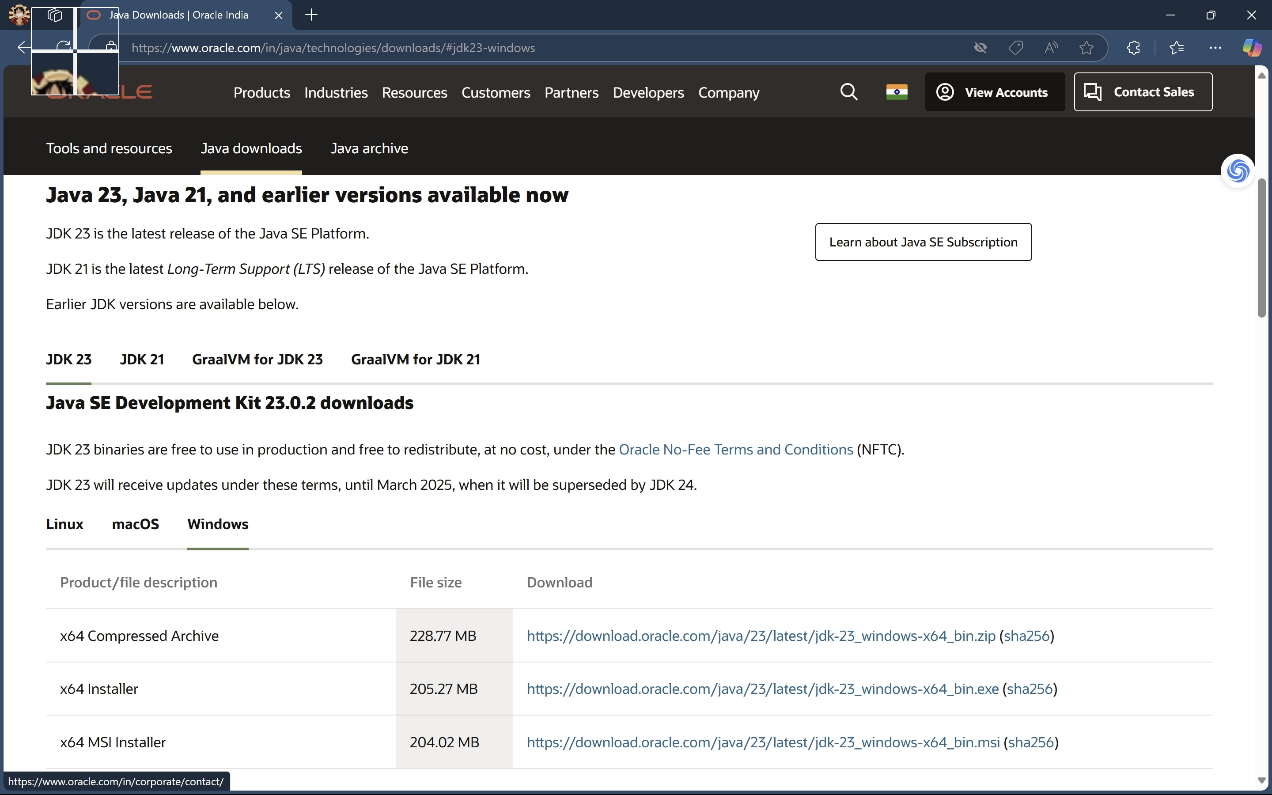 Java Downloads | Oracle India
https://www.oracle.com/in/java/technologies/downloads/#jdk23-windows
Products Industries Resources Customers Partners Developers Company View Accounts Contact Sales
Tools and resources Java downloads Java archive
Java 23, Java 21, and earlier versions available now
JDK 23 is the latest release of the Java SE Platform.
Learn about Java SE Subscription
JDK 21 is the latest Long-Term Support (LTS) release of the Java SE Platform.
Earlier JDK versions are available below.
JDK 23 JDK 21 GraalVM for JDK 23 GraalVM for JDK 21
Java SE Development Kit 23.0.2 downloads
JDK 23 binaries are free to use in production and free to redistribute, at no cost, under the Oracle No-Fee Terms and Conditions (NFTC).
JDK 23 will receive updates under these terms, until March 2025, when it will be superseded by JDK 24.
Linux macOS Windows
Product/file description File size Download
x64 Compressed Archive 228.77 MB https://download.oracle.com/java/23/latest/jdk-23_windows-x64_bin.zip (sha256)
x64 Installer 205.27 MB https://download.oracle.com/java/23/latest/jdk-23_windows-x64_bin.exe (sha256)
x64 MSI Installer 204.02 MB https://download.oracle.com/java/23/latest/jdk-23_windows-x64_bin.msi (sha256)
https://www.oracle.com/in/corporate/contact/